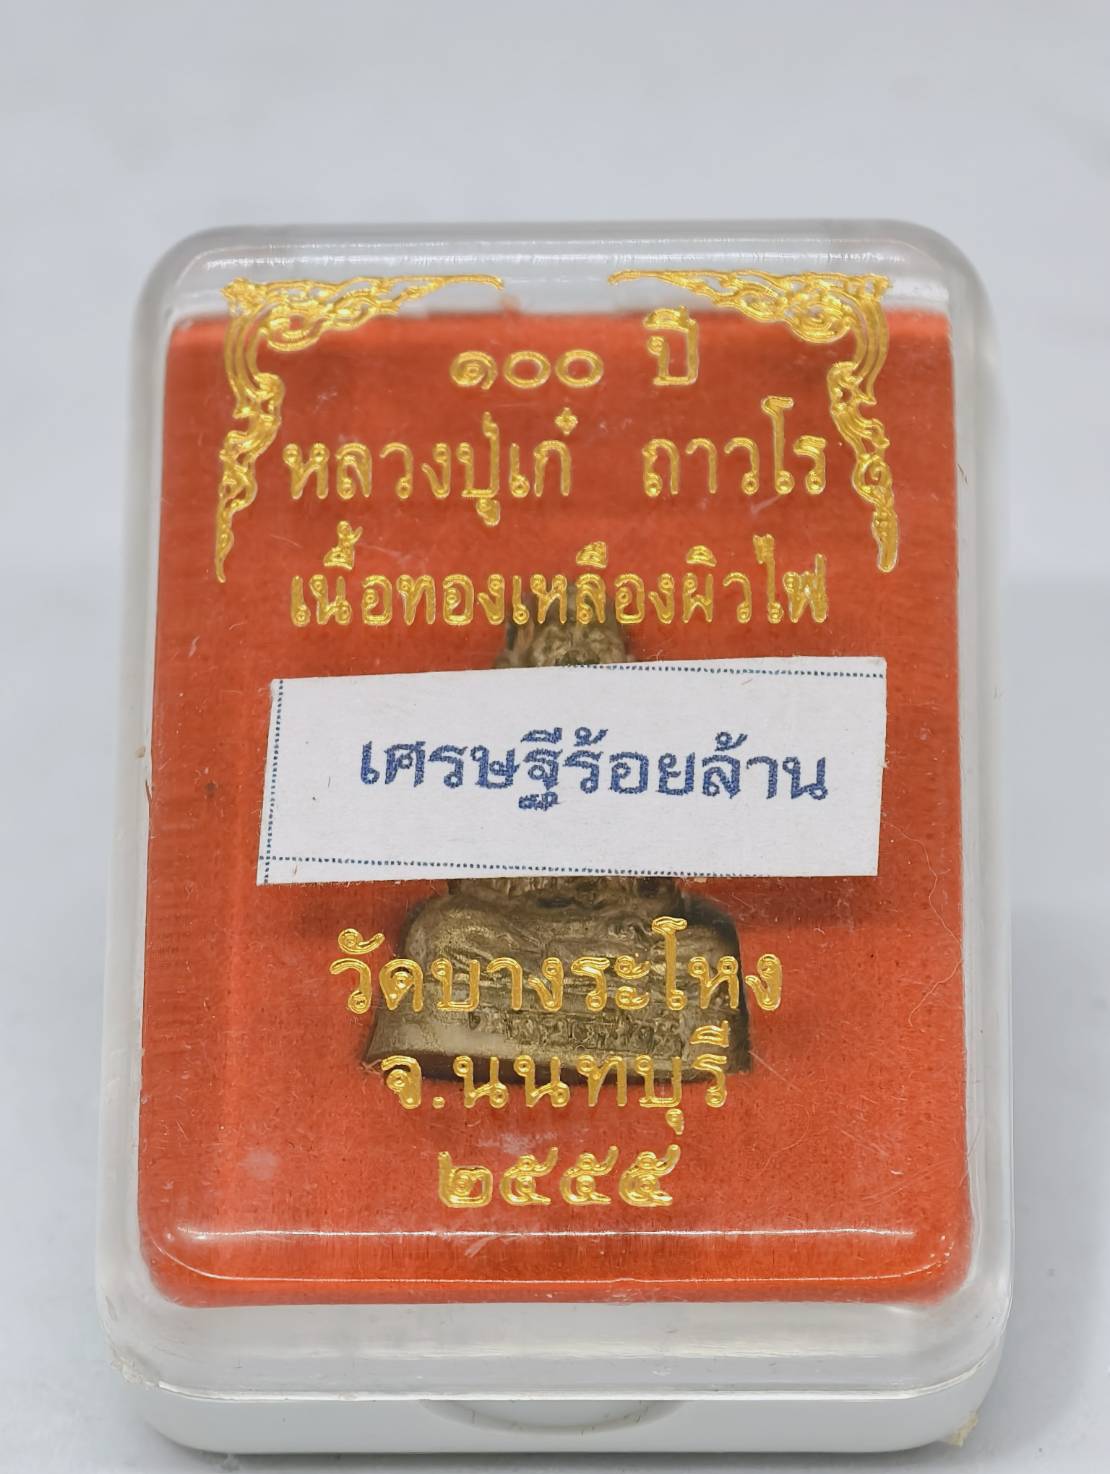 ๑๐๐ ปี
หลวงปู่เก๋ ถาวโร
เนื้อทองเหลืองผิวไฟ
เศรษฐีร้อยล้าน
วัดบางระโหง
จ.นนทบุรี
๒๕๕๕